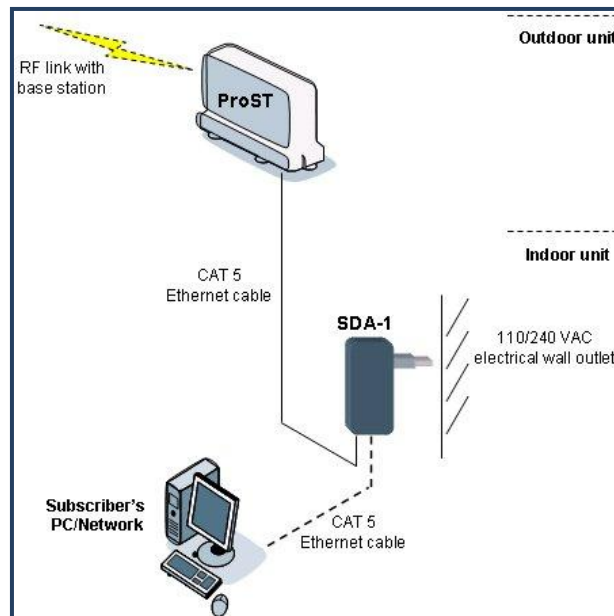 Outdoor unit
RF link with
base station
ProST
Indoor unit
CAT 5
Ethernet cable
SDA-1
110/240 VAC
electrical wall outlet
Subscriber's
PC/Network
CAT 5
Ethernet cable